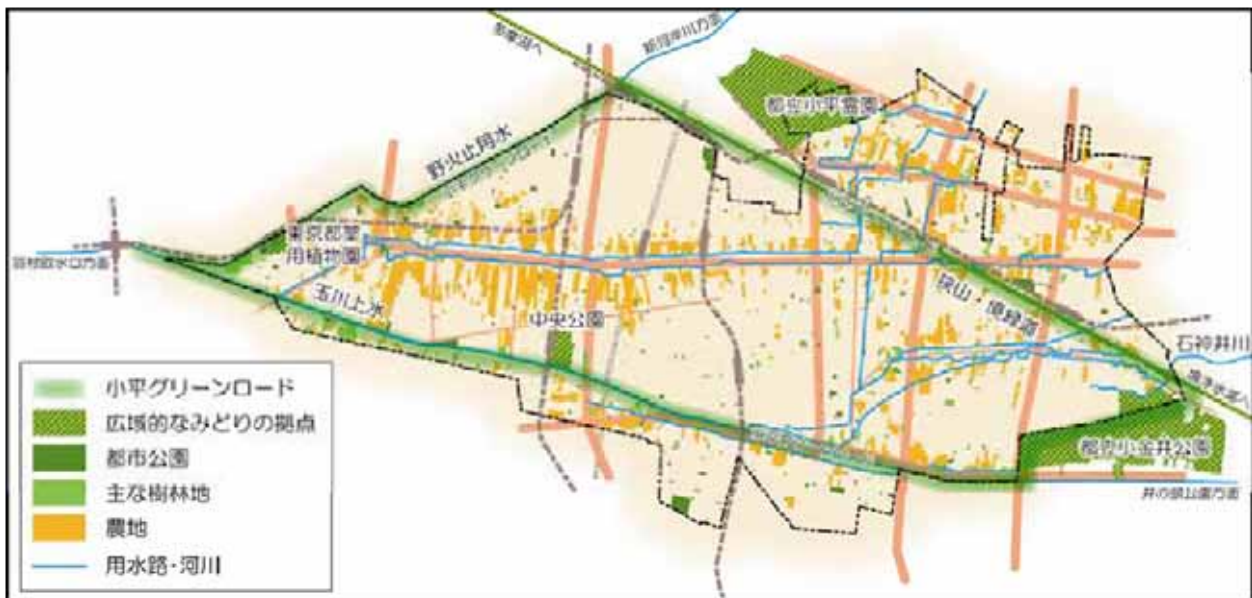 多摩湖へ
新河岸川方面
都立小平霊園
野火止用水
東京都薬
用植物園
羽村取水口方面
玉川上水
中央公園
狭山・境緑道
石神井川
境浄水場へ
都立小金井公園
井の頭公園方面
小平グリーンロード
広域的なみどりの拠点
都市公園
主な樹林地
農地
用水路・河川